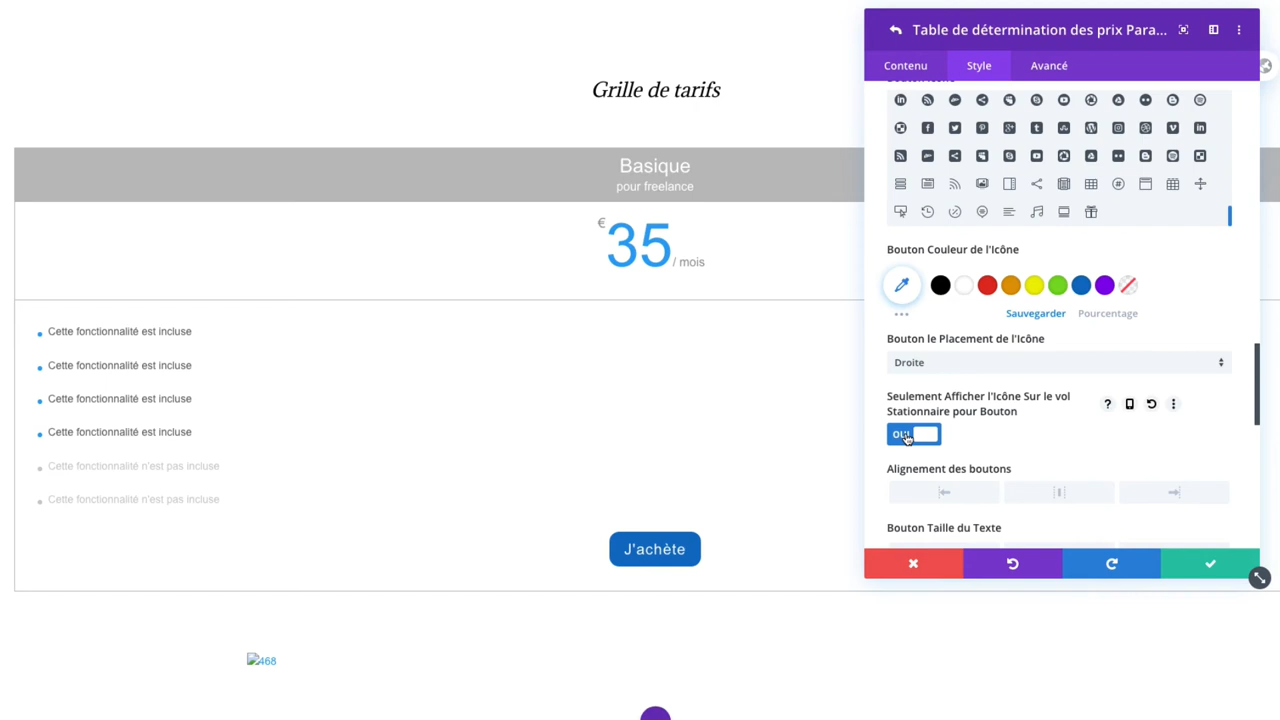 Table de détermination des prix Para...
Contenu
Style
Avancé
Grille de tarifs
Basique
pour freelance
€
35
/ mois
Cette fonctionnalité est incluse
Cette fonctionnalité est incluse
Cette fonctionnalité est incluse
Cette fonctionnalité est incluse
Cette fonctionnalité n'est pas incluse
Cette fonctionnalité n'est pas incluse
J'achète
468
Bouton Couleur de l'Icône
Sauvegarder
Pourcentage
Bouton le Placement de l'Icône
Droite
Seulement Afficher l'Icône Sur le vol
Stationnaire pour Bouton
OUI
Alignement des boutons
Bouton Taille du Texte